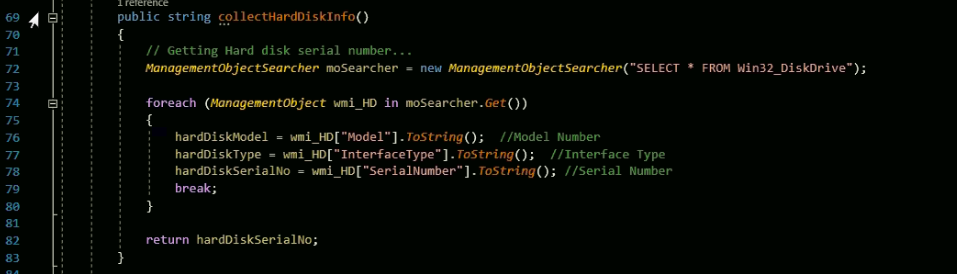 1 reference
69 public string collectHardDiskInfo()
70 {
71 // Getting Hard disk serial number...
72 ManagementObjectSearcher moSearcher = new ManagementObjectSearcher("SELECT * FROM Win32_DiskDrive");
73
74 foreach (ManagementObject wmi_HD in moSearcher.Get())
75 {
76 hardDiskModel = wmi_HD["Model"].ToString(); //Model Number
77 hardDiskType = wmi_HD["InterfaceType"].ToString(); //Interface Type
78 hardDiskSerialNo = wmi_HD["SerialNumber"].ToString(); //Serial Number
79 break;
80 }
81
82 return hardDiskSerialNo;
83 }
84